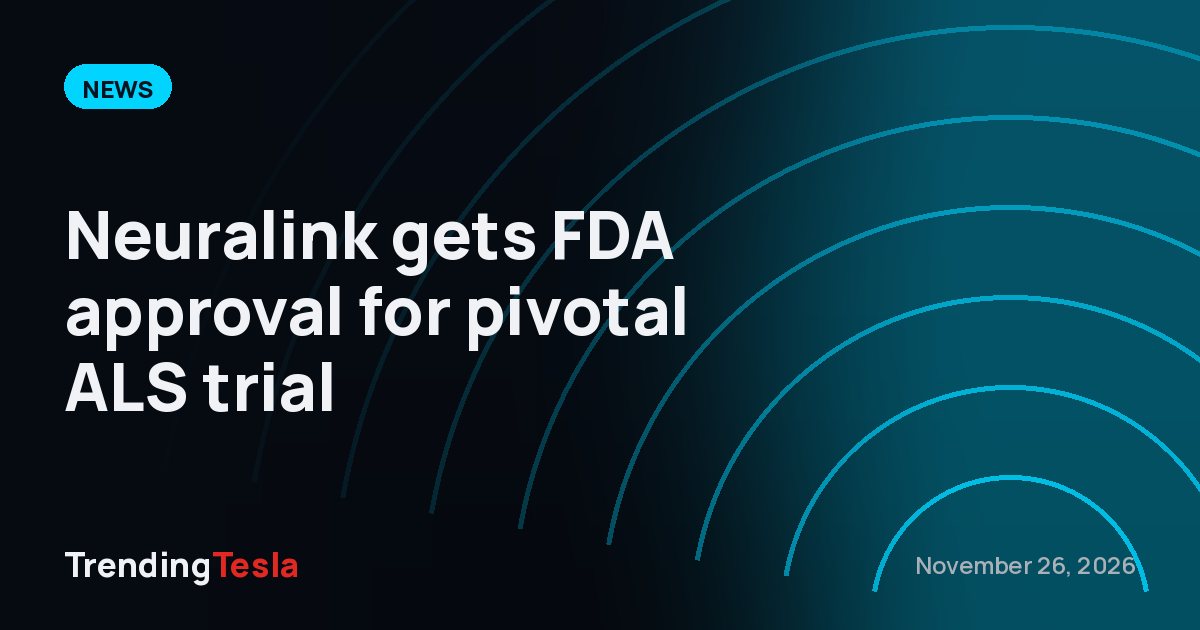 NEWS
Neuralink gets FDA
approval for pivotal
ALS trial
TrendingTesla
November 26, 2026